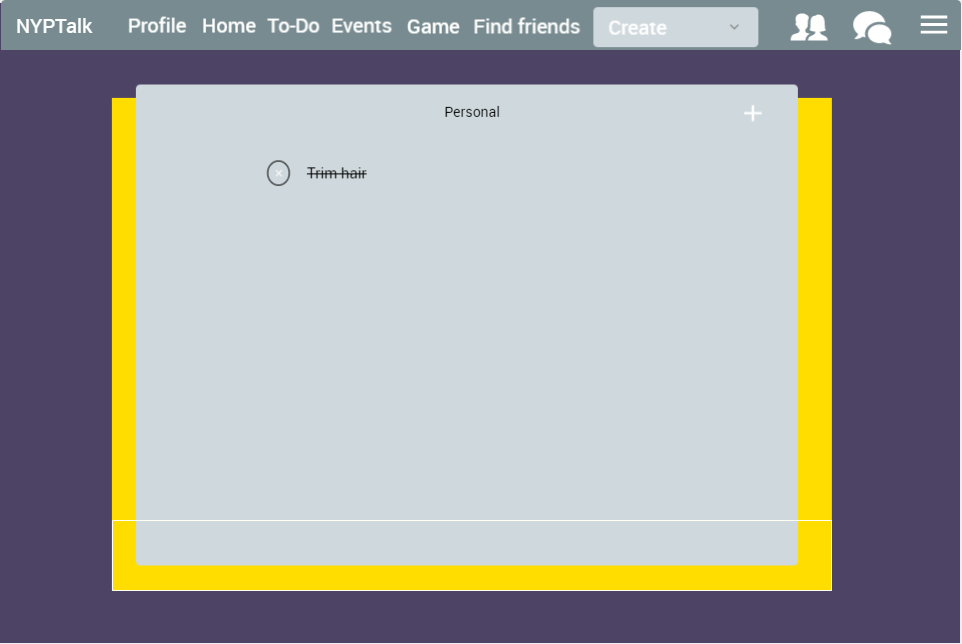 NYPTalk Profile Home To-Do Events Game Find friends Create
Personal
x Trim hair